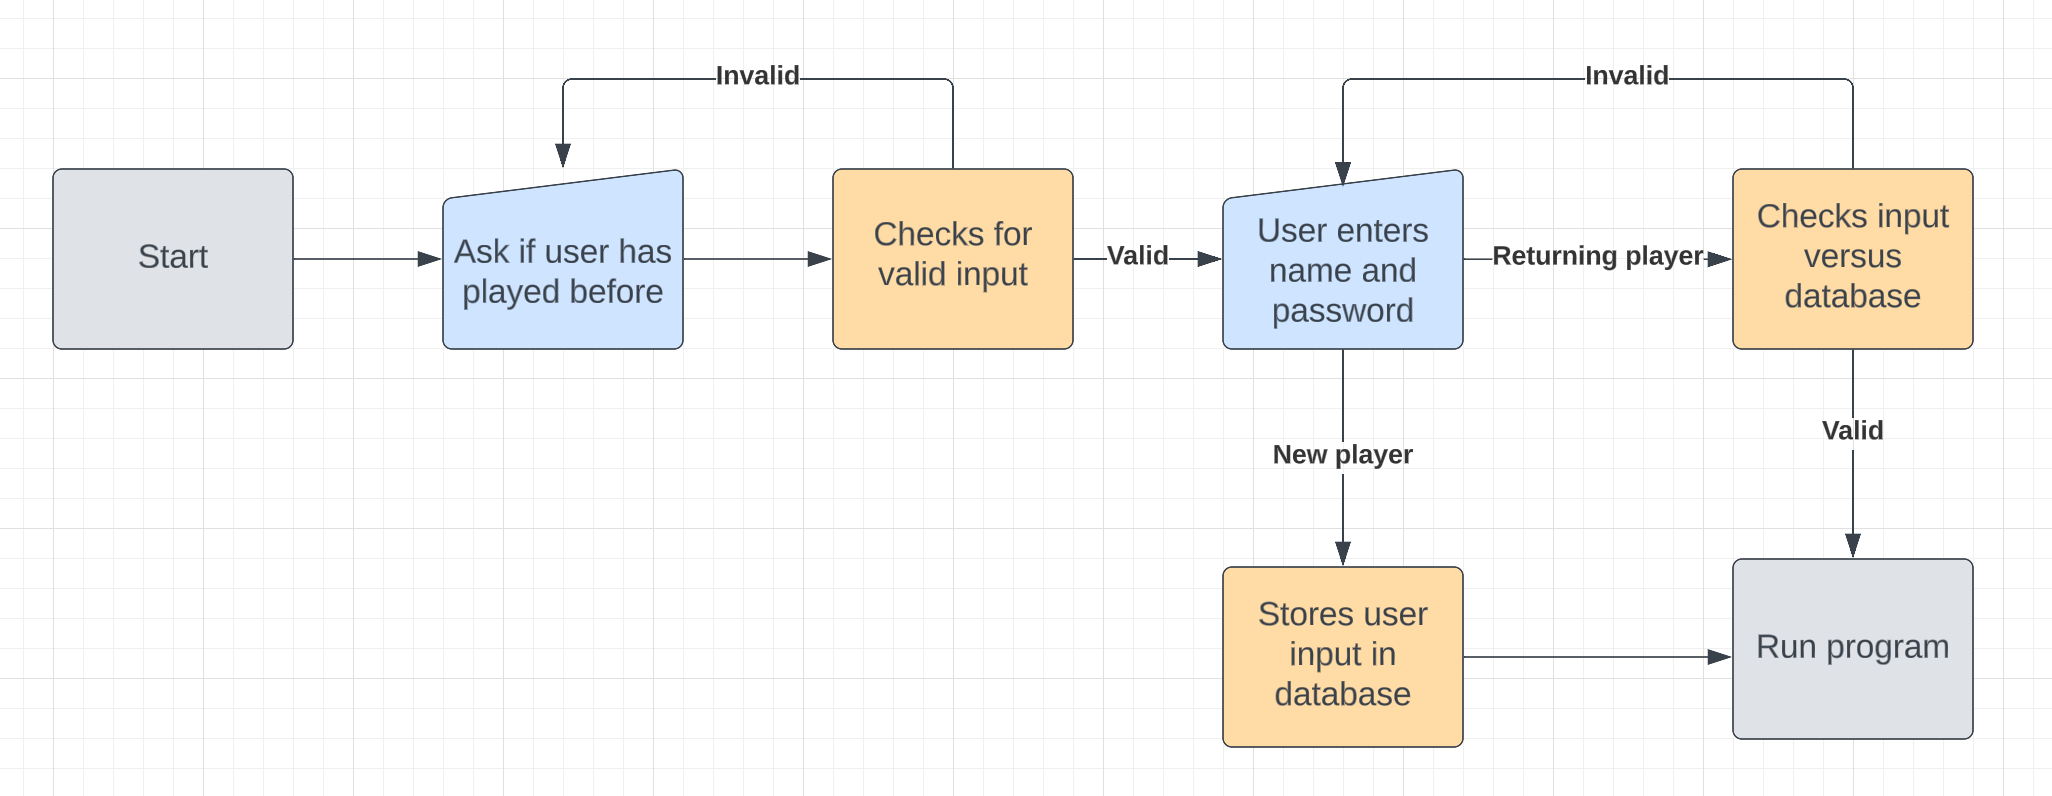 Invalid
Invalid
Start
Ask if user has
played before
Checks for
valid input
Valid
User enters
name and
password
Returning player
Checks input
versus
database
New player
Valid
Stores user
input in
database
Run program